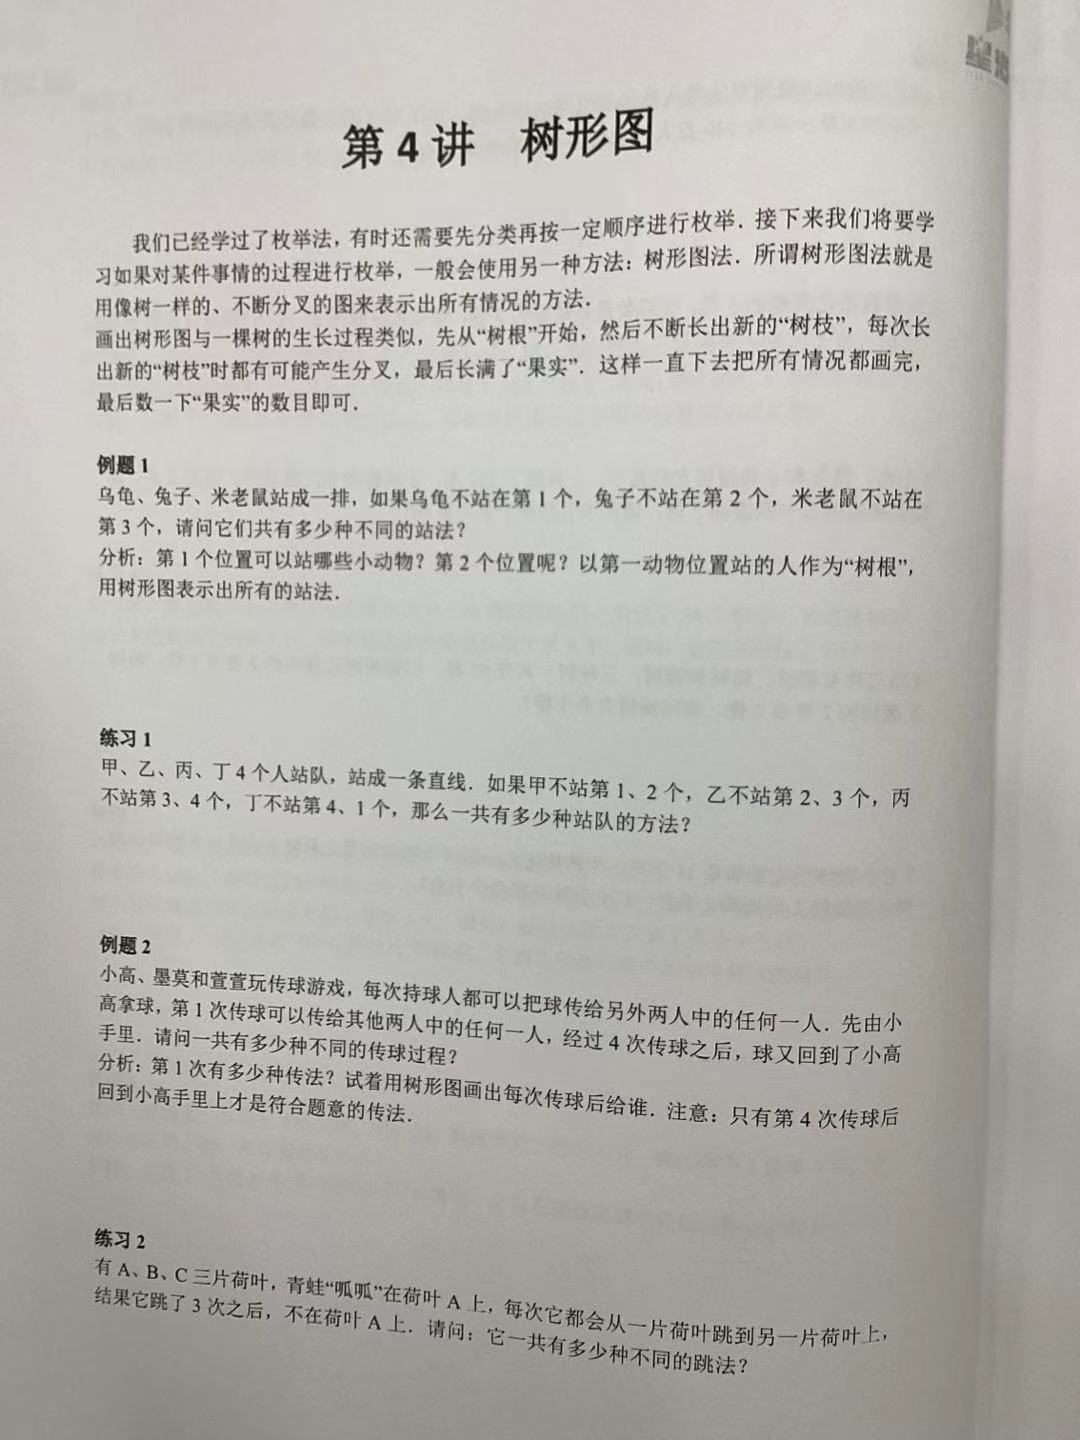 第 4 讲 树形图
我们已经学过了枚举法，有时还需要先分类再按一定顺序进行枚举．接下来我们将要学
习如果对某件事情的过程进行枚举，一般会使用另一种方法：树形图法．所谓树形图法就是
用像树一样的、不断分叉的图来表示出所有情况的方法．
画出树形图与一棵树的生长过程类似，先从“树根”开始，然后不断长出新的“树枝”，每次长
出新的“树枝”时都有可能产生分叉，最后长满了“果实”．这样一直下去把所有情况都画完，
最后数一下“果实”的数目即可．
例题 1
乌龟、兔子、米老鼠站成一排，如果乌龟不站在第 1 个，兔子不站在第 2 个，米老鼠不站在
第 3 个，请问它们共有多少种不同的站法？
分析：第 1 个位置可以站哪些小动物？第 2 个位置呢？以第一动物位置站的人作为“树根”，
用树形图表示出所有的站法．
练习 1
甲、乙、丙、丁 4 个人站队，站成一条直线．如果甲不站第 1、2 个，乙不站第 2、3 个，丙
不站第 3、4 个，丁不站第 4、1 个，那么一共有多少种站队的方法？
例题 2
小高、墨莫和萱萱玩传球游戏，每次持球人都可以把球传给另外两人中的任何一人．先由小
高拿球，第 1 次传球可以传给其他两人中的任何一人，经过 4 次传球之后，球又回到了小高
手里．请问一共有多少种不同的传球过程？
分析：第 1 次有多少种传法？试着用树形图画出每次传球后给谁．注意：只有第 4 次传球后
回到小高手里上才是符合题意的传法．
练习 2
有 A、B、C 三片荷叶，青蛙“呱呱”在荷叶 A 上，每次它都会从一片荷叶跳到另一片荷叶上，
结果它跳了 3 次之后，不在荷叶 A 上．请问：它一共有多少种不同的跳法？